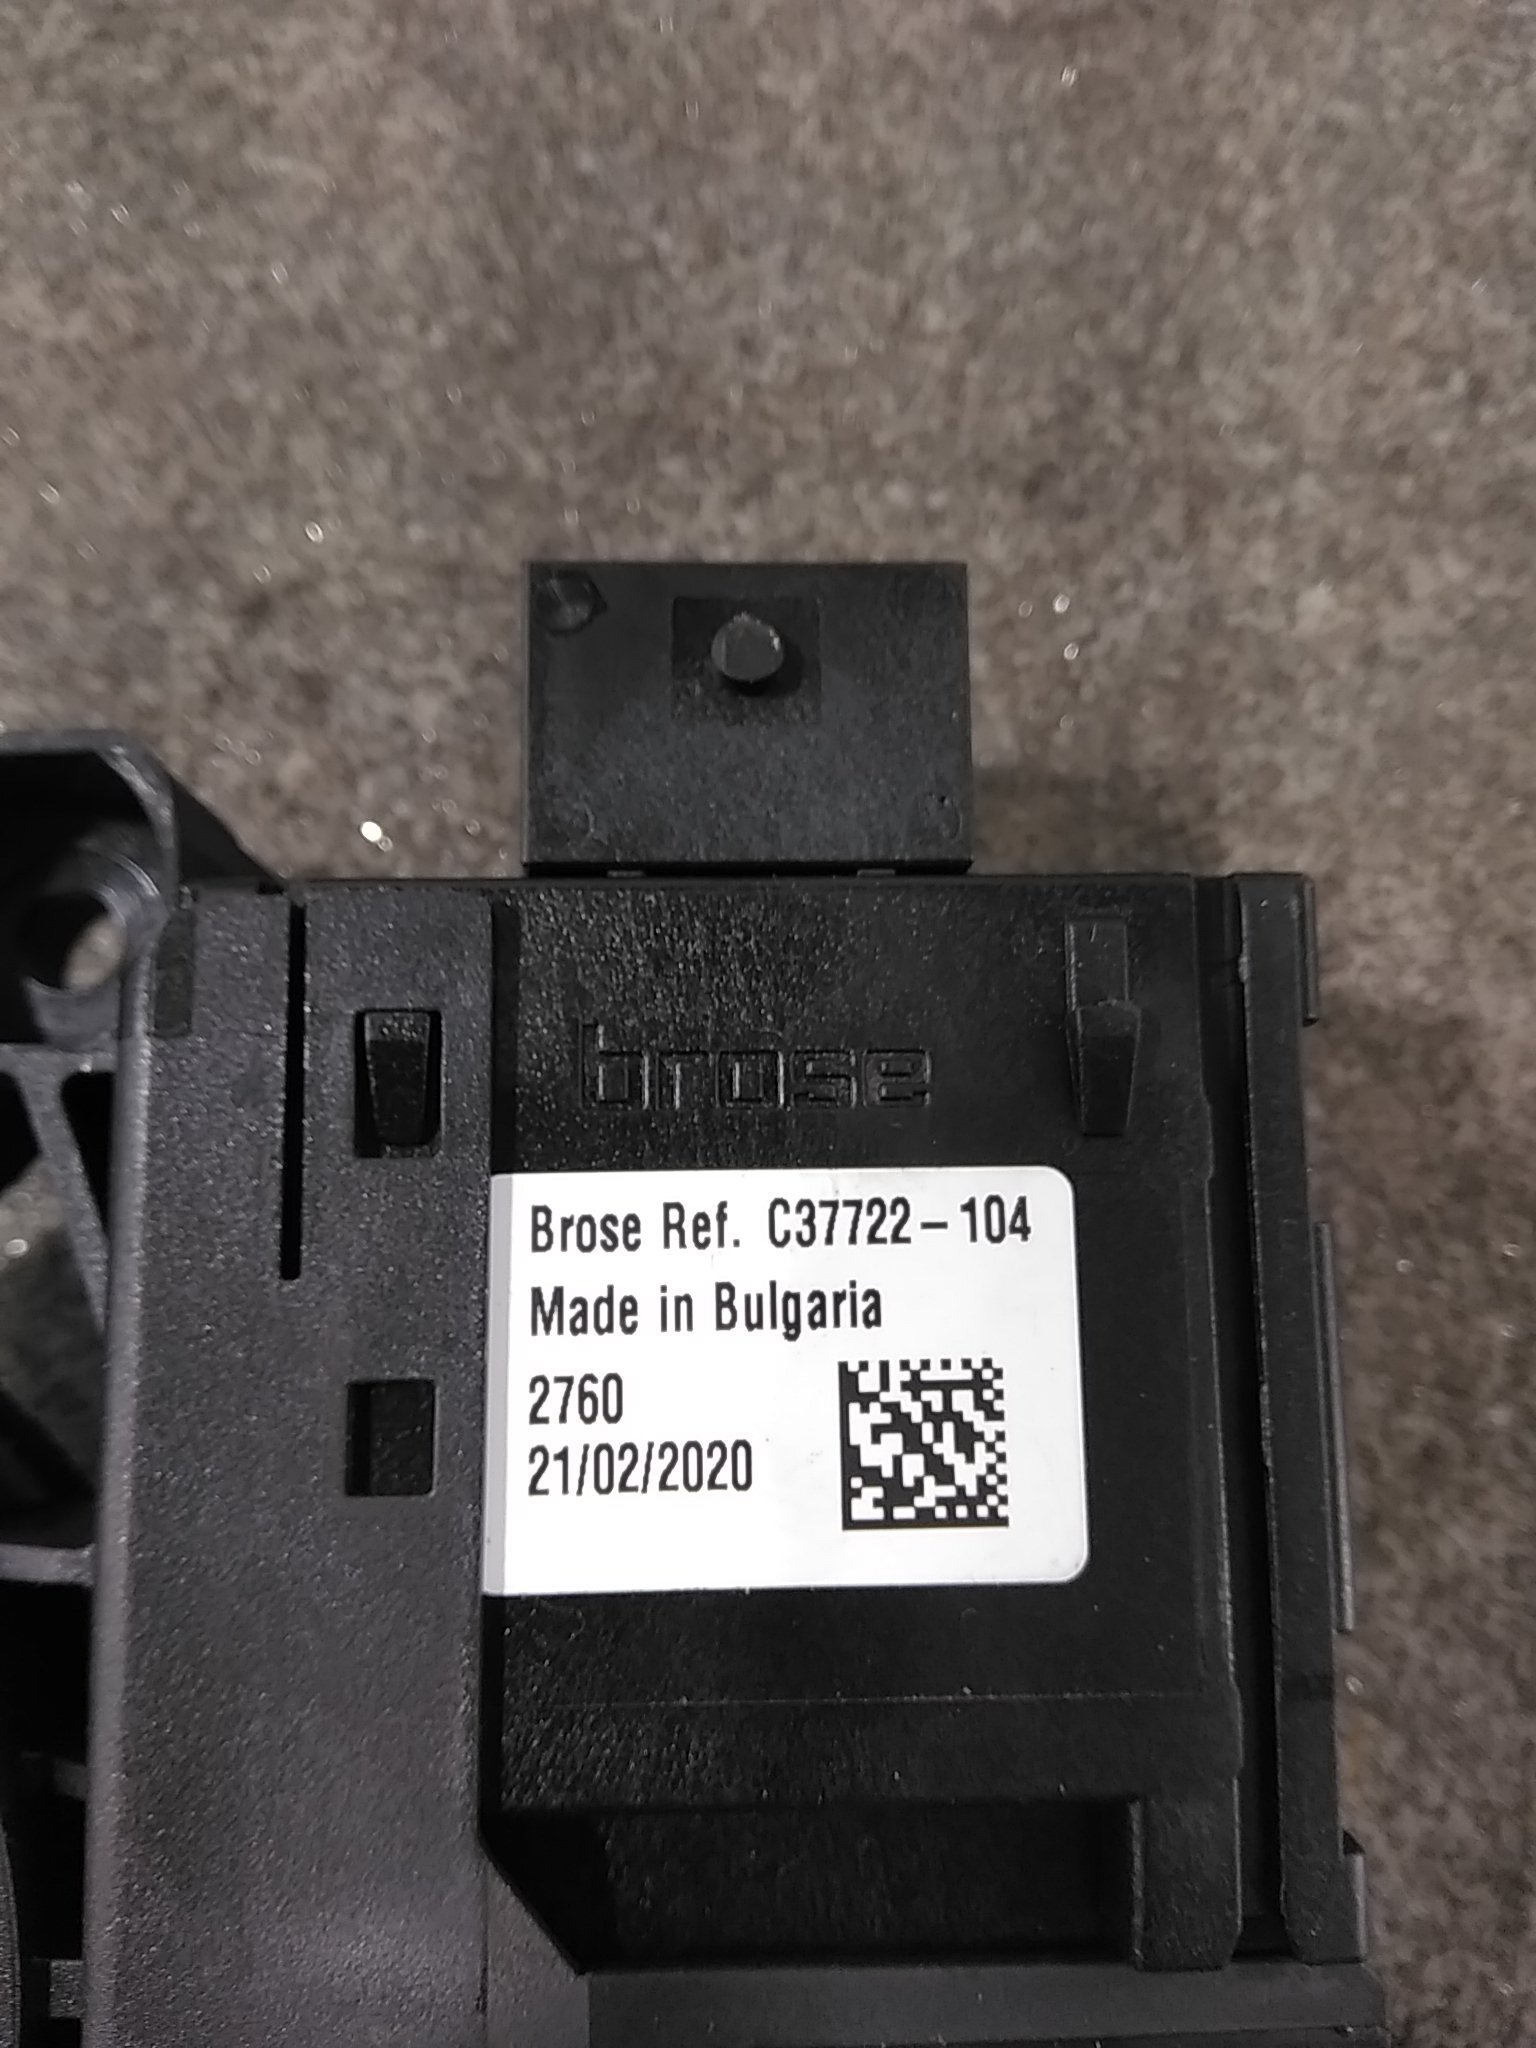 brose
Brose Ref. C37722-104
Made in Bulgaria
2760
21/02/2020